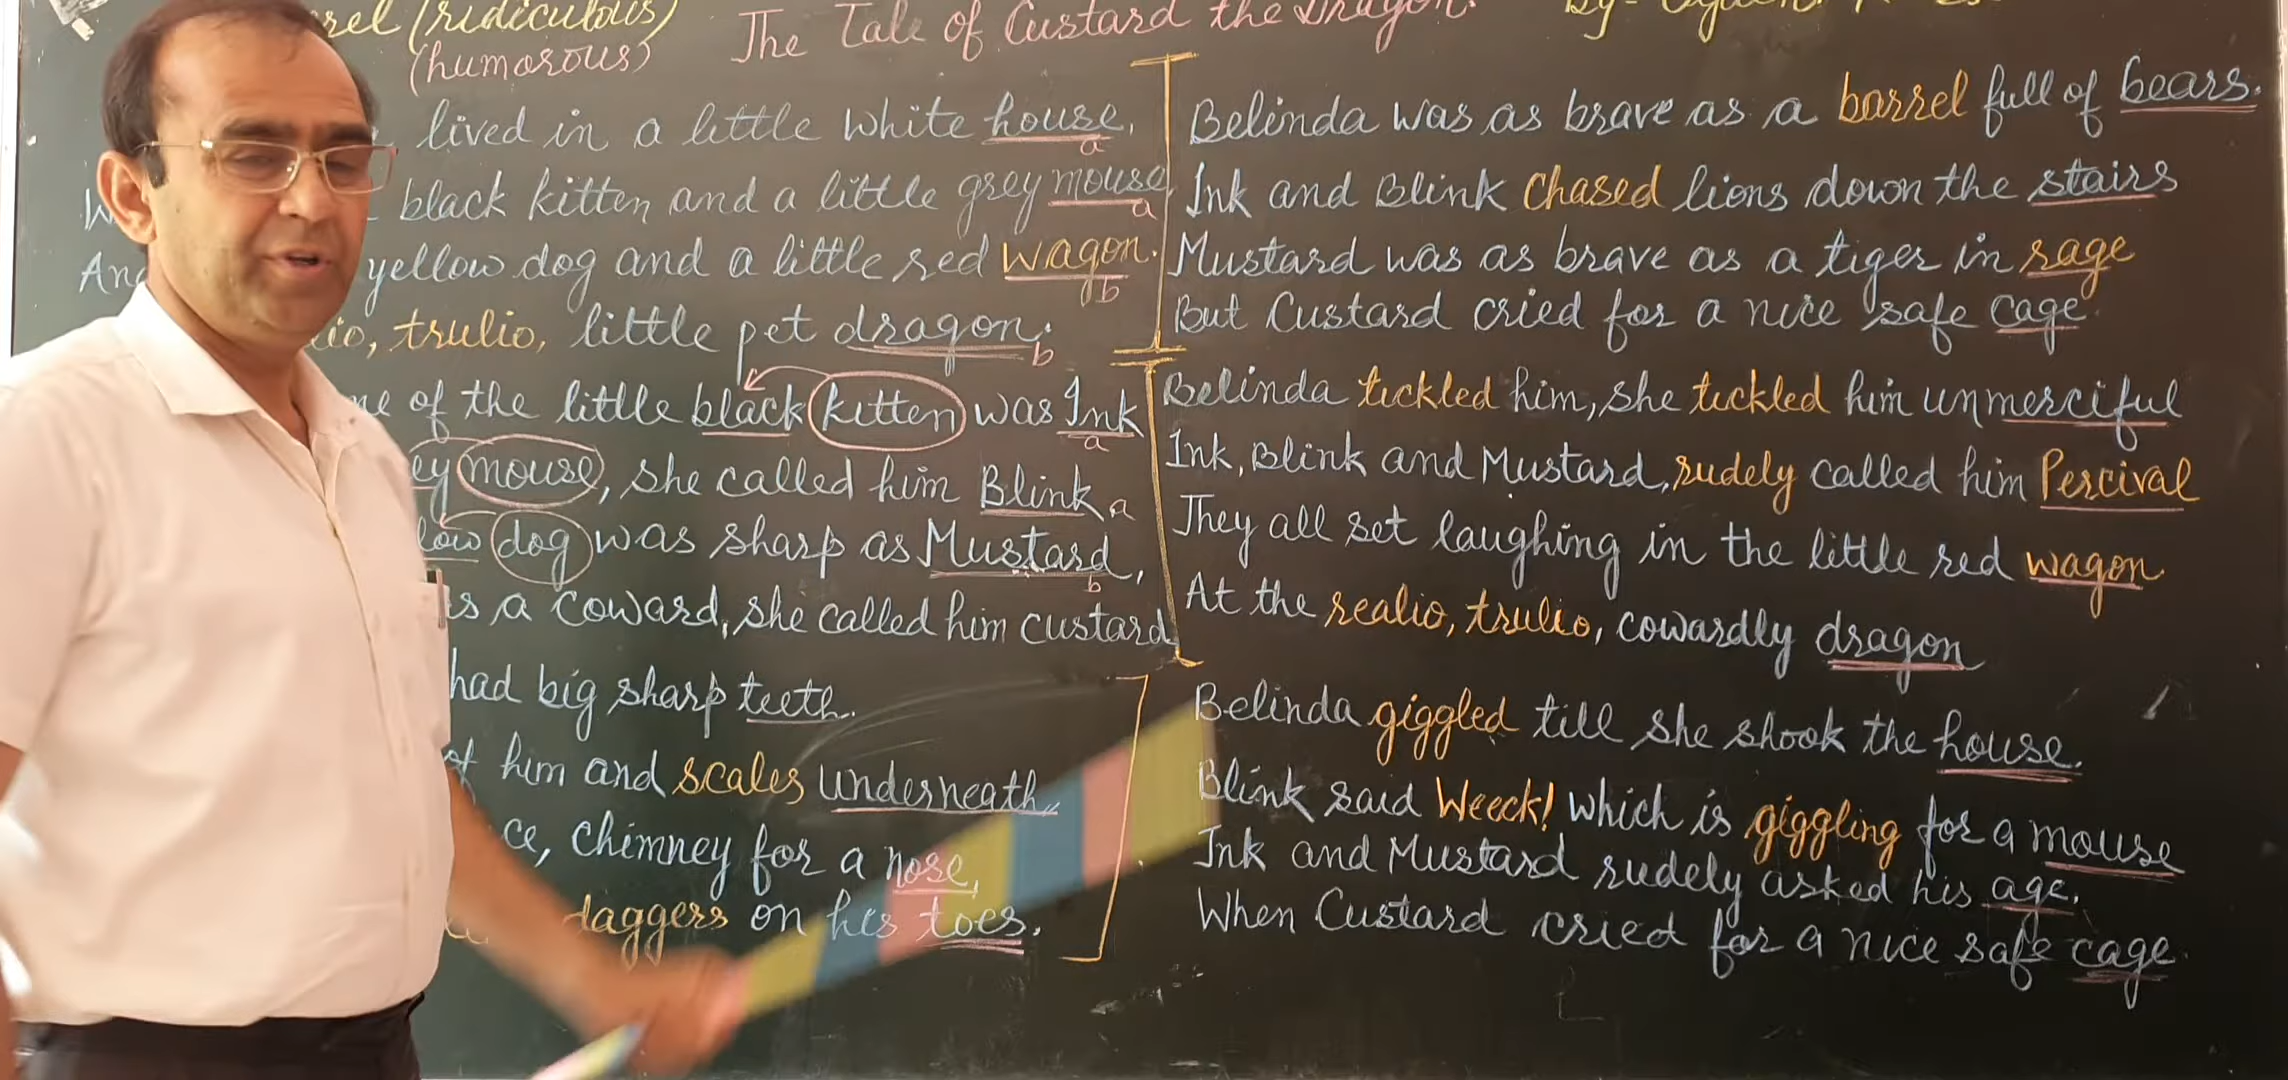 (ridiculous)
(humorous)
The Tale of Custard the Dragon.
By- Ogden
lived in a little white house,
a
black kitten and a little grey mouse,
a
yellow dog and a little red wagon.
b
trulio, little pet dragon.
b
of the little black kitten was Ink
a
mouse, she called him Blink
a
dog was sharp as Mustard,
b
a coward, she called him custard
had big sharp teeth.
him and scales underneath
chimney for a nose,
daggers on his toes.
Belinda was as brave as a barrel full of bears.
Ink and Blink Chased lions down the stairs
Mustard was as brave as a tiger in rage
But Custard cried for a nice safe cage.
Belinda tickled him, she tickled him unmerciful
Ink, Blink and Mustard, rudely called him Percival
They all set laughing in the little red wagon
At the realio, trulio, cowardly dragon
Belinda giggled till she shook the house.
Blink said Weeck! which is giggling for a mouse
Ink and Mustard rudely asked his age.
When Custard cried for a nice safe cage.